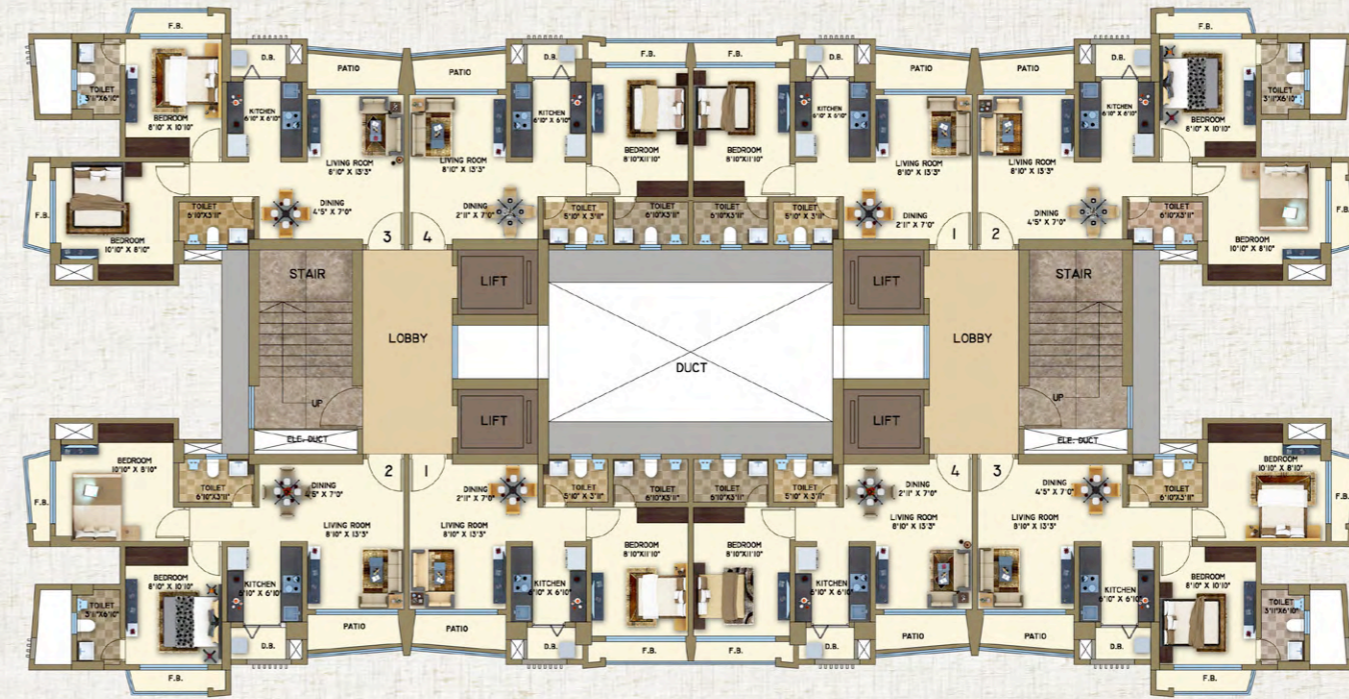 F.B.
F.B.
F.B.
F.B.
D.B.
PATIO
PATIO
D.B.
D.B.
PATIO
PATIO
D.B.
TOILET
3'11"X6'10"
BEDROOM
8'10" X 10'10"
KITCHEN
6'10" X 6'10"
LIVING ROOM
8'10" X 13'3"
LIVING ROOM
8'10" X 13'3"
KITCHEN
6'10" X 6'10"
BEDROOM
8'10"X11'10"
BEDROOM
8'10"X11'10"
KITCHEN
6'10" X 6'10"
LIVING ROOM
8'10" X 13'3"
LIVING ROOM
8'10" X 13'3"
KITCHEN
6'10" X 6'10"
BEDROOM
8'10" X 10'10"
TOILET
3'11"X6'10"
F.B.
BEDROOM
10'10" X 8'10"
TOILET
6'10"X3'11"
DINING
4'5" X 7'0"
3
4
DINING
2'11" X 7'0"
TOILET
5'10" X 3'11"
TOILET
6'10"X3'11"
TOILET
6'10"X3'11"
TOILET
5'10" X 3'11"
DINING
2'11" X 7'0"
1
2
DINING
4'5" X 7'0"
TOILET
6'10"X3'11"
BEDROOM
10'10" X 8'10"
F.B.
STAIR
LIFT
LIFT
STAIR
LOBBY
DUCT
LOBBY
UP
LIFT
LIFT
UP
ELE. DUCT
ELE. DUCT
F.B.
BEDROOM
10'10" X 8'10"
TOILET
6'10"X3'11"
DINING
4'5" X 7'0"
2
1
DINING
2'11" X 7'0"
TOILET
5'10" X 3'11"
TOILET
6'10"X3'11"
TOILET
6'10"X3'11"
TOILET
5'10" X 3'11"
DINING
2'11" X 7'0"
4
3
DINING
4'5" X 7'0"
TOILET
6'10"X3'11"
BEDROOM
10'10" X 8'10"
F.B.
TOILET
3'11"X6'10"
BEDROOM
8'10" X 10'10"
KITCHEN
6'10" X 6'10"
LIVING ROOM
8'10" X 13'3"
LIVING ROOM
8'10" X 13'3"
KITCHEN
6'10" X 6'10"
BEDROOM
8'10"X11'10"
BEDROOM
8'10"X11'10"
KITCHEN
6'10" X 6'10"
LIVING ROOM
8'10" X 13'3"
LIVING ROOM
8'10" X 13'3"
KITCHEN
6'10" X 6'10"
BEDROOM
8'10" X 10'10"
TOILET
3'11"X6'10"
D.B.
PATIO
PATIO
D.B.
D.B.
PATIO
PATIO
D.B.
F.B.
F.B.
F.B.
F.B.